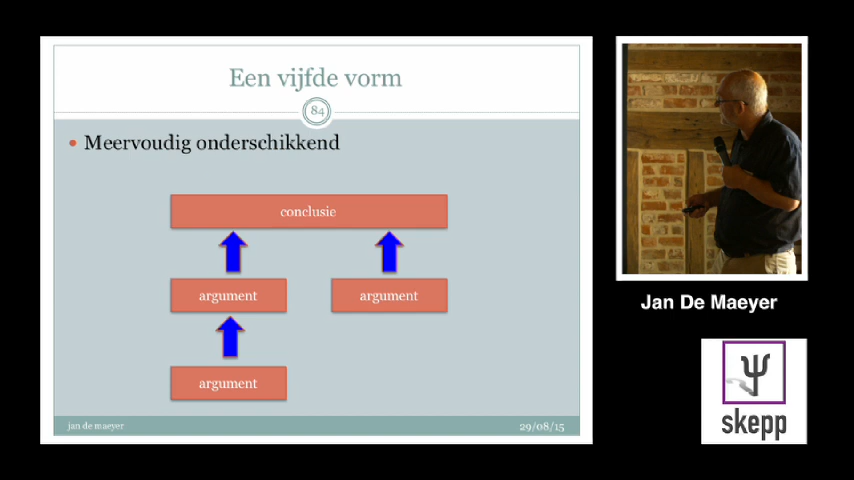 Een vijfde vorm
84
Meervoudig onderschikkend
conclusie
argument
argument
argument
jan de maeyer
29/08/15
Jan De Maeyer
skepp